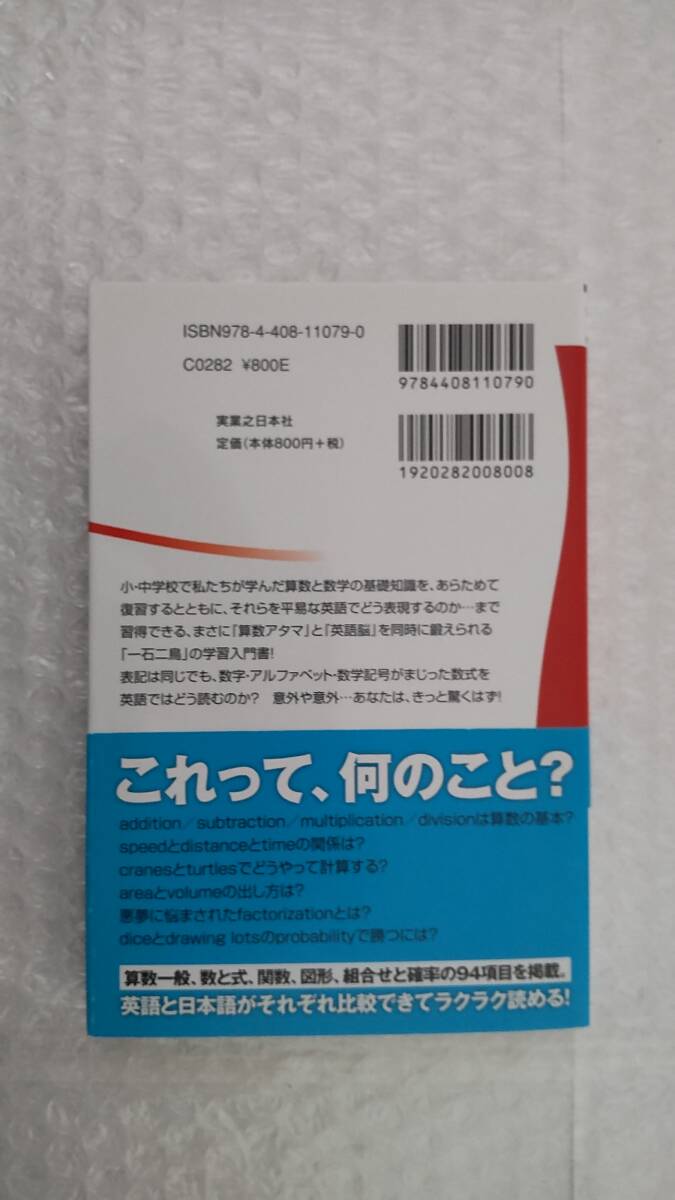 ISBN978-4-408-11079-0
C0282 ¥800E
9784408110790
実業之日本社
定価(本体800円+税)
1920282008008
小・中学校で私たちが学んだ算数と数学の基礎知識を、あらためて
復習するとともに、それらを平易な英語でどう表現するのか…まで
習得できる、まさに「算数アタマ」と「英語脳」を同時に鍛えられる
「一石二鳥」の学習入門書!
表記は同じでも、数字・アルファベット・数学記号がまじった数式を
英語ではどう読むのか? 意外や意外…あなたは、きっと驚くはず!
これって、何のこと?
addition/subtraction/multiplication/divisionは算数の基本?
speedとdistanceとtimeの関係は?
cranesとturtlesでどうやって計算する?
areaとvolumeの出し方は?
悪夢に悩まされたfactorizationとは?
diceとdrawing lotsのprobabilityで勝つには?
算数一般、数と式、関数、図形、組合せと確率の94項目を掲載。
英語と日本語がそれぞれ比較できてラクラク読める!